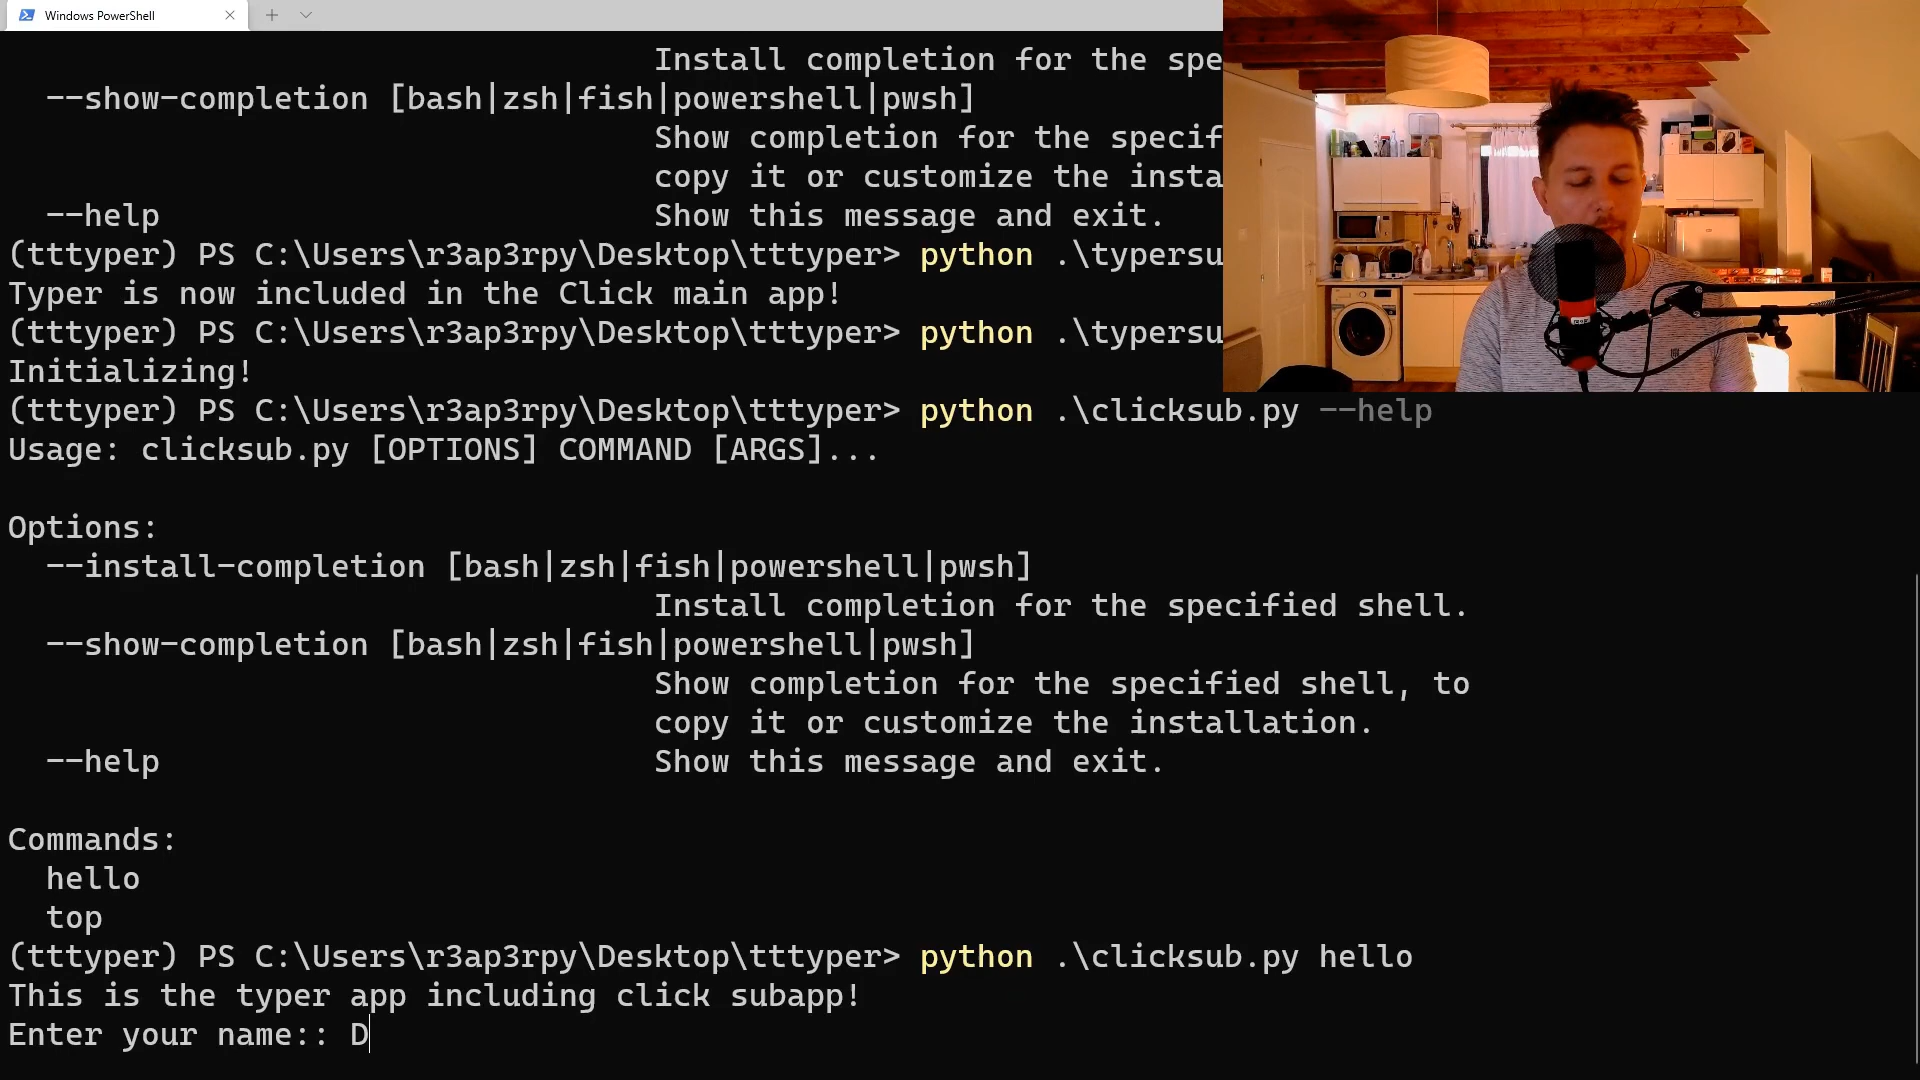 Windows PowerShell
Install completion for the spe
--show-completion [bash|zsh|fish|powershell|pwsh]
Show completion for the specif
copy it or customize the insta
--help Show this message and exit.
(tttyper) PS C:\Users\r3ap3rpy\Desktop\tttyper> python .\typersu
Typer is now included in the Click main app!
(tttyper) PS C:\Users\r3ap3rpy\Desktop\tttyper> python .\typersu
Initializing!
(tttyper) PS C:\Users\r3ap3rpy\Desktop\tttyper> python .\clicksub.py --help
Usage: clicksub.py [OPTIONS] COMMAND [ARGS]...
Options:
--install-completion [bash|zsh|fish|powershell|pwsh]
Install completion for the specified shell.
--show-completion [bash|zsh|fish|powershell|pwsh]
Show completion for the specified shell, to
copy it or customize the installation.
--help Show this message and exit.
Commands:
hello
top
(tttyper) PS C:\Users\r3ap3rpy\Desktop\tttyper> python .\clicksub.py hello
This is the typer app including click subapp!
Enter your name:: D